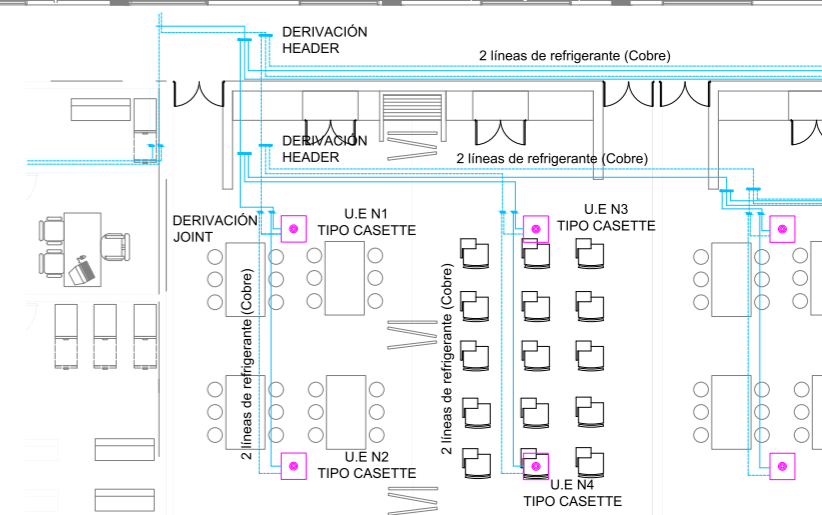 DERIVACIÓN
HEADER
2 líneas de refrigerante (Cobre)
DERIVACIÓN
HEADER
2 líneas de refrigerante (Cobre)
DERIVACIÓN
JOINT
U.E N1
TIPO CASETTE
U.E N3
TIPO CASETTE
2 líneas de refrigerante (Cobre)
2 líneas de refrigerante (Cobre)
U.E N2
TIPO CASETTE
U.E N4
TIPO CASETTE